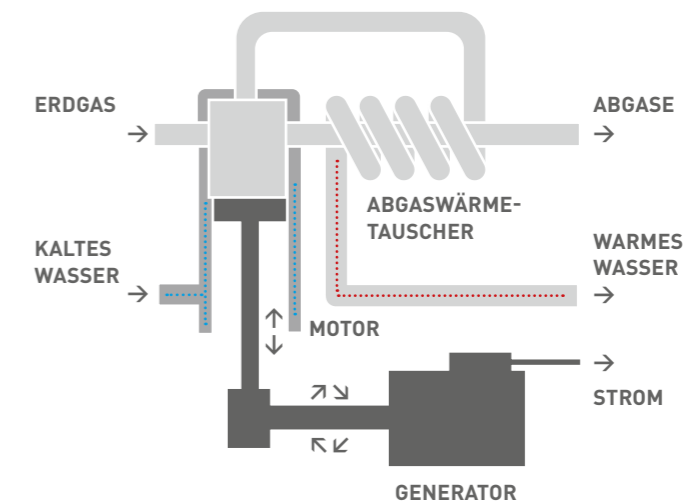 ERDGAS
ABGASE
ABGASWÄRME-
TAUSCHER
KALTES
WASSER
WARMES
WASSER
MOTOR
STROM
GENERATOR